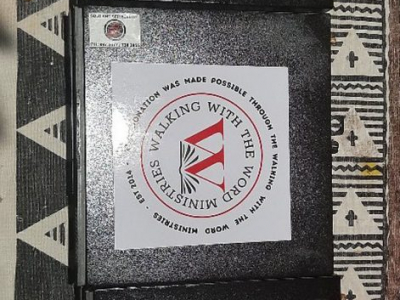 DONATION WAS MADE POSSIBLE THROUGH THE WALKING WITH THE WORD MINISTRIES · EST 2014 ·
WALKING WITH THE WORD MINISTRIES
W